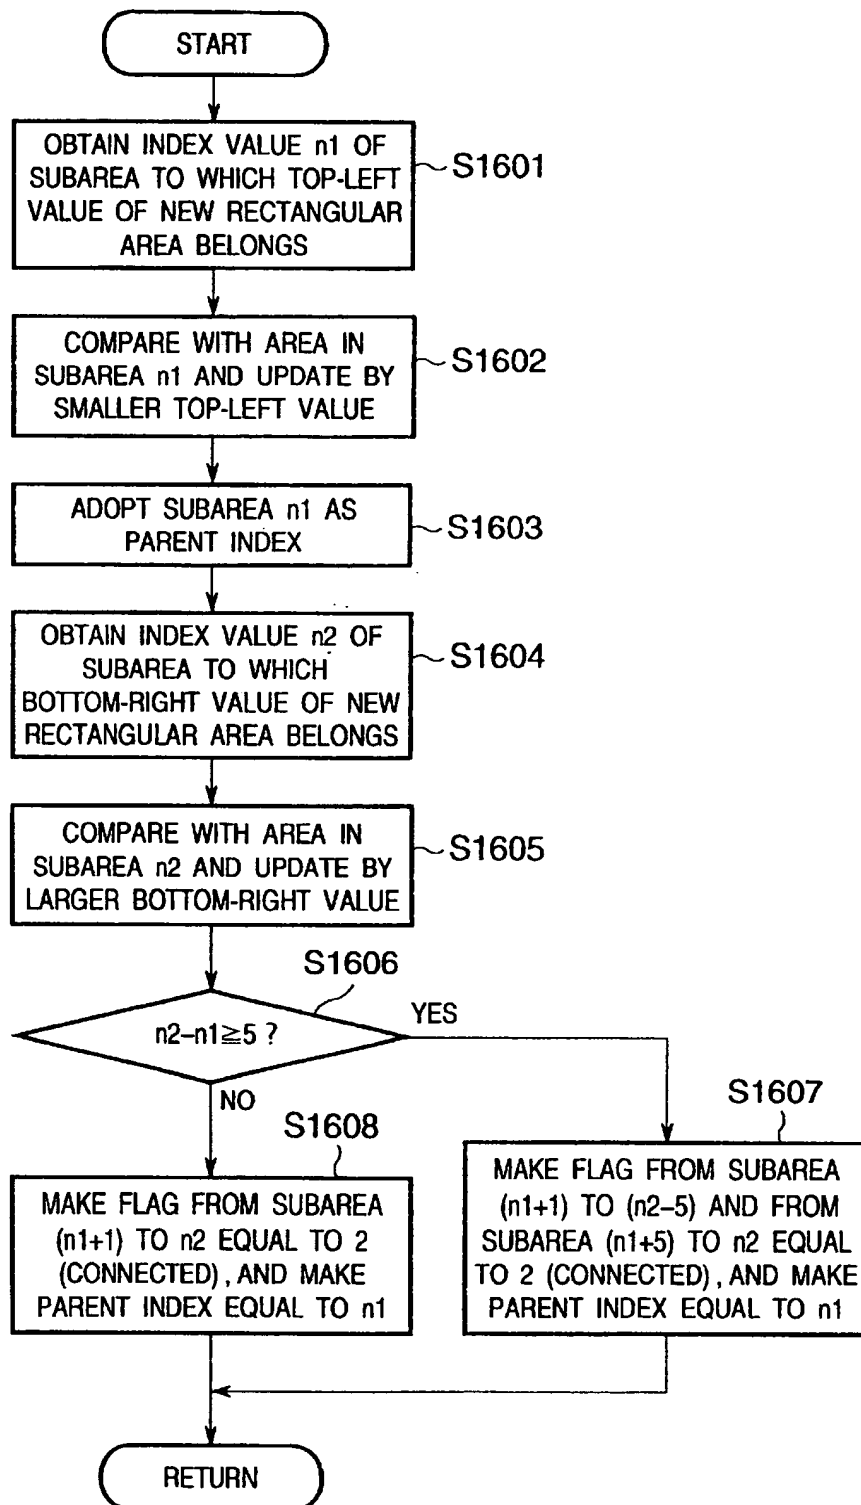 START
OBTAIN INDEX VALUE n1 OF
SUBAREA TO WHICH TOP-LEFT
VALUE OF NEW RECTANGULAR
AREA BELONGS
S1601
COMPARE WITH AREA IN
SUBAREA n1 AND UPDATE BY
SMALLER TOP-LEFT VALUE
S1602
ADOPT SUBAREA n1 AS
PARENT INDEX
S1603
OBTAIN INDEX VALUE n2 OF
SUBAREA TO WHICH
BOTTOM-RIGHT VALUE OF NEW
RECTANGULAR AREA BELONGS
S1604
COMPARE WITH AREA IN
SUBAREA n2 AND UPDATE BY
LARGER BOTTOM-RIGHT VALUE
S1605
S1606
n2–n1≧5 ?
YES
NO
S1607
MAKE FLAG FROM SUBAREA
(n1+1) TO (n2–5) AND FROM
SUBAREA (n1+5) TO n2 EQUAL
TO 2 (CONNECTED), AND MAKE
PARENT INDEX EQUAL TO n1
S1608
MAKE FLAG FROM SUBAREA
(n1+1) TO n2 EQUAL TO 2
(CONNECTED), AND MAKE
PARENT INDEX EQUAL TO n1
RETURN